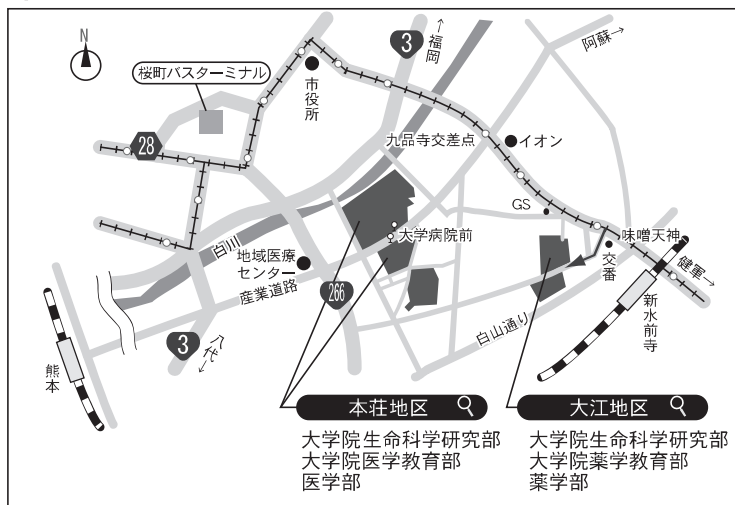 N
3
↑福岡
阿蘇→
桜町バスターミナル
市役所
28
九品寺交差点
イオン
GS
大学病院前
味噌天神
交番
健軍→
白川
地域医療
センター
産業道路
266
新水前寺
白山通り
3
八代↓
熊本
本荘地区
大学院生命科学研究部
大学院医学教育部
医学部
大江地区
大学院生命科学研究部
大学院薬学教育部
薬学部